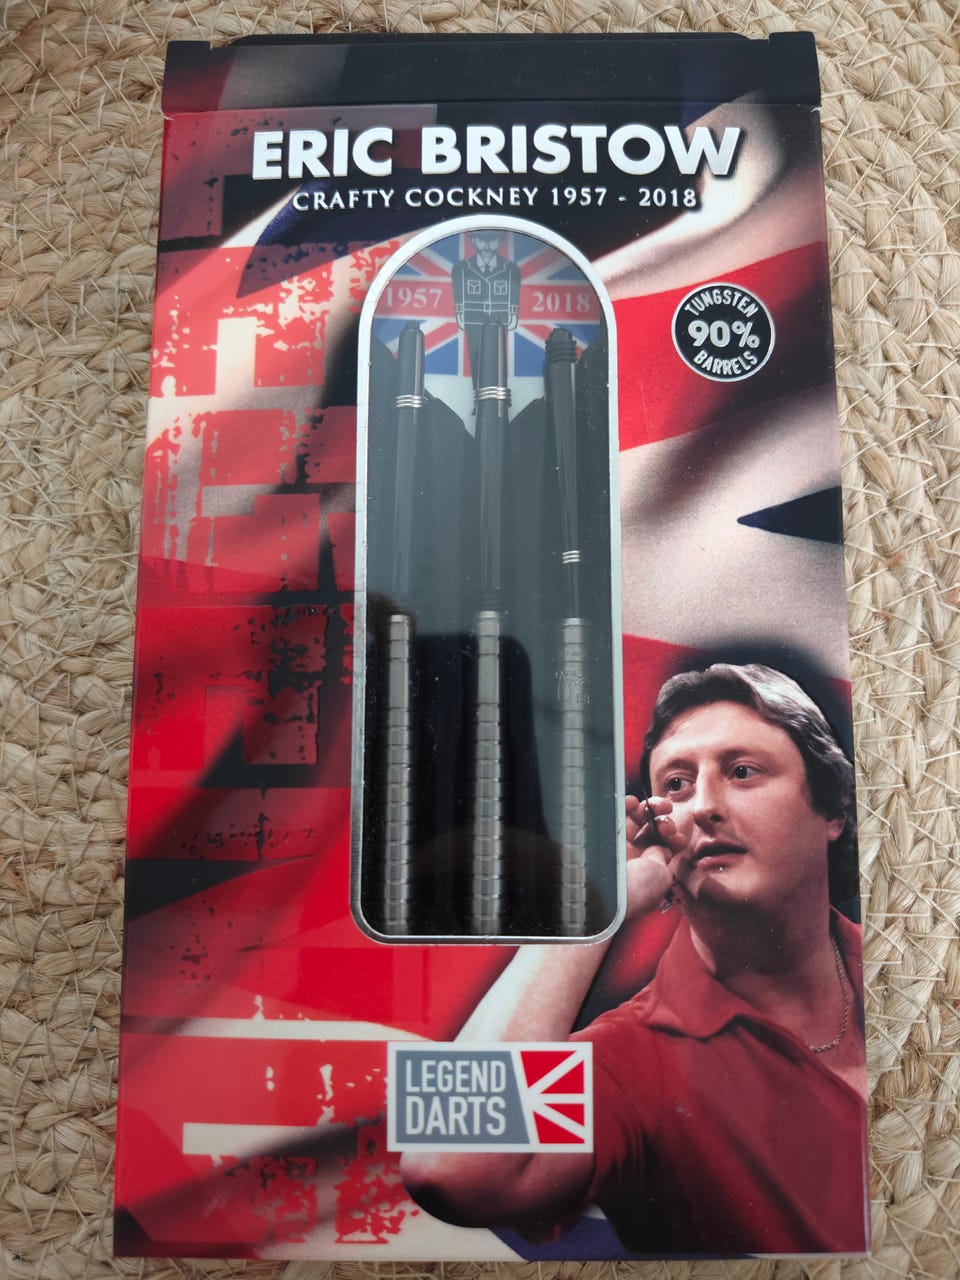 ERIC BRISTOW
CRAFTY COCKNEY 1957 - 2018
1957 2018
TUNGSTEN
90%
BARRELS
LEGEND
DARTS